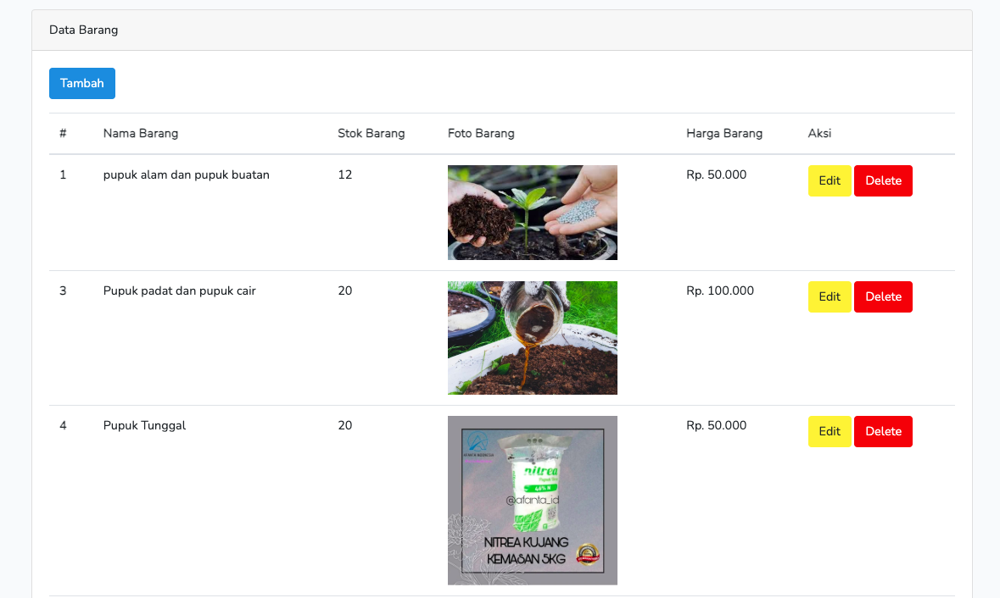 Data Barang
Tambah
# Nama Barang Stok Barang Foto Barang Harga Barang Aksi
1 pupuk alam dan pupuk buatan 12 Rp. 50.000 Edit Delete
3 Pupuk padat dan pupuk cair 20 Rp. 100.000 Edit Delete
4 Pupuk Tunggal 20 Rp. 50.000 Edit Delete
nitrea
46% N
@afanta_id
NITREA KUJANG
KEMASAN 5KG